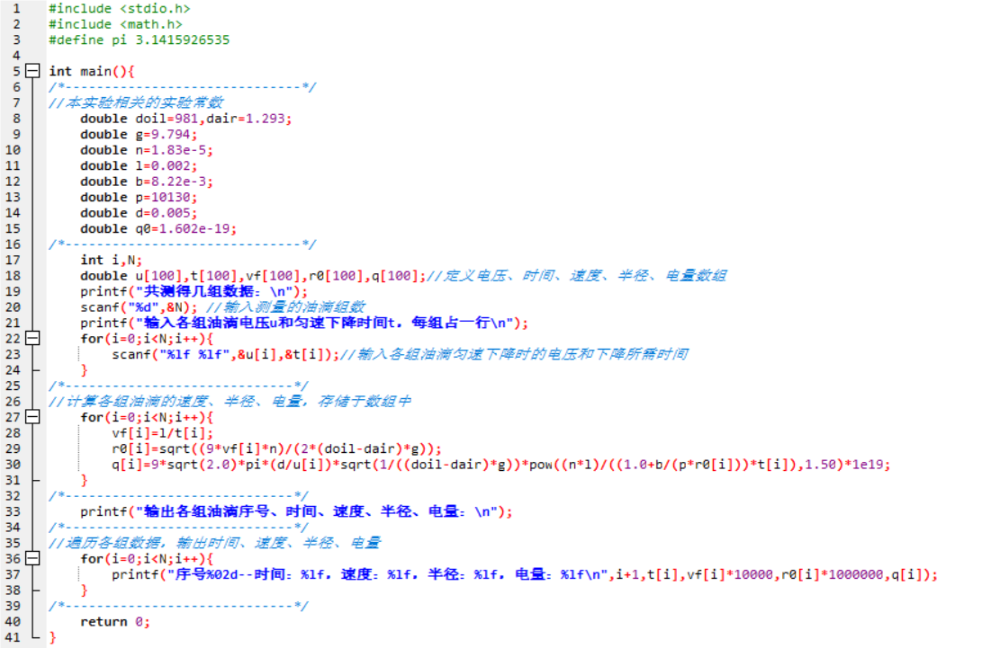 1 #include <stdio.h>
2 #include <math.h>
3 #define pi 3.1415926535
4
5 int main(){
6 /*------------------------------*/
7 //本实验相关的实验常数
8 double doil=981,dair=1.293;
9 double g=9.794;
10 double n=1.83e-5;
11 double l=0.002;
12 double b=8.22e-3;
13 double p=10130;
14 double d=0.005;
15 double q0=1.602e-19;
16 /*------------------------------*/
17 int i,N;
18 double u[100],t[100],vf[100],r0[100],q[100];//定义电压、时间、速度、半径、电量数组
19 printf("共测得几组数据：\n");
20 scanf("%d",&N); //输入测量的油滴组数
21 printf("输入各组油滴电压u和匀速下降时间t，每组占一行\n");
22 for(i=0;i<N;i++){
23 scanf("%lf %lf",&u[i],&t[i]);//输入各组油滴匀速下降时的电压和下降所需时间
24 }
25 /*-----------------------------*/
26 //计算各组油滴的速度、半径、电量，存储于数组中
27 for(i=0;i<N;i++){
28 vf[i]=l/t[i];
29 r0[i]=sqrt((9*vf[i]*n)/(2*(doil-dair)*g));
30 q[i]=9*sqrt(2.0)*pi*(d/u[i])*sqrt(1/((doil-dair)*g))*pow((n*l)/((1.0+b/(p*r0[i]))*t[i]),1.50)*1e19;
31 }
32 /*-----------------------------*/
33 printf("输出各组油滴序号、时间、速度、半径、电量：\n");
34 /*-----------------------------*/
35 //遍历各组数据，输出时间、速度、半径、电量
36 for(i=0;i<N;i++){
37 printf("序号%02d--时间：%lf，速度：%lf，半径：%lf，电量：%lf\n",i+1,t[i],vf[i]*10000,r0[i]*1000000,q[i]);
38 }
39 /*-----------------------------*/
40 return 0;
41 }